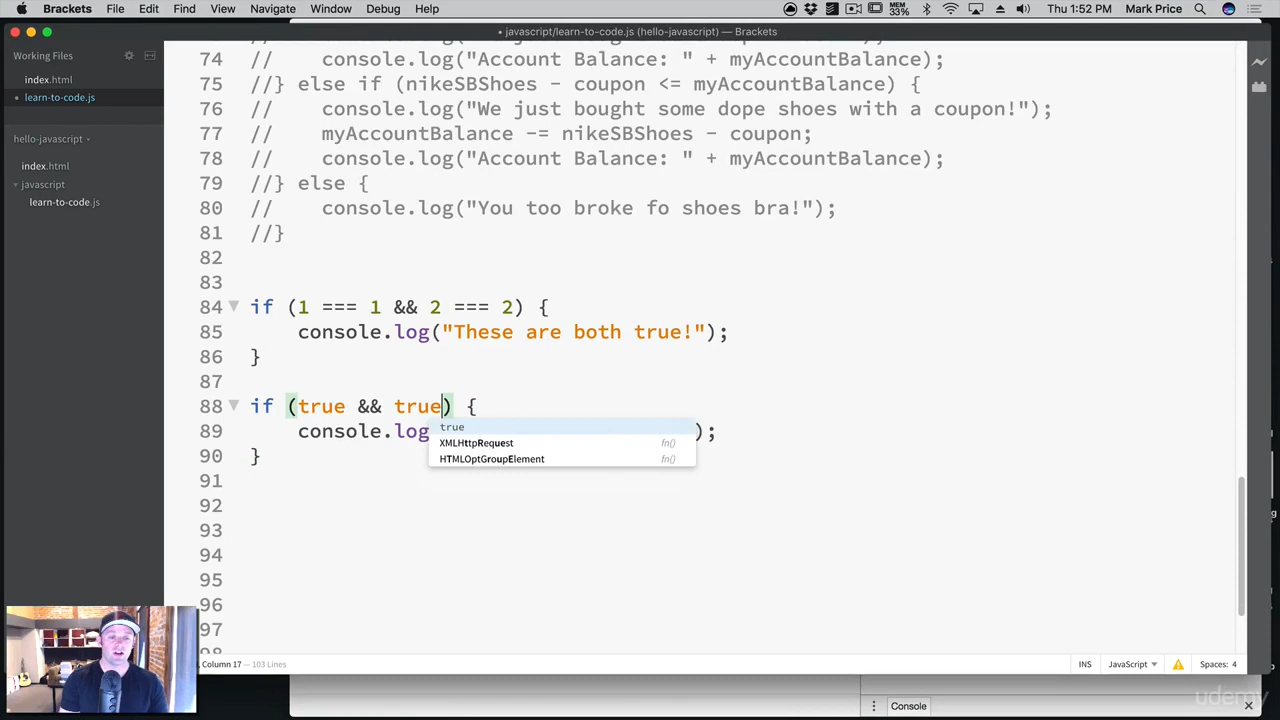 Brackets File Edit Find View Navigate Window Debug Help MEM 33% Thu 1:52 PM Mark Price
• javascript/learn-to-code.js (hello-javascript) — Brackets
Working Files
index.html
• learn-to-code.js
hello-javascript
index.html
javascript
learn-to-code.js
74 // console.log("Account Balance: " + myAccountBalance);
75 //} else if (nikeSBShoes - coupon <= myAccountBalance) {
76 // console.log("We just bought some dope shoes with a coupon!");
77 // myAccountBalance -= nikeSBShoes - coupon;
78 // console.log("Account Balance: " + myAccountBalance);
79 //} else {
80 // console.log("You too broke fo shoes bra!");
81 //}
82
83
84 if (1 === 1 && 2 === 2) {
85 console.log("These are both true!");
86 }
87
88 if (true && true) {
true
89 console.log );
XMLHttpRequest fn()
HTMLOptGroupElement fn()
90 }
91
92
93
94
95
96
97
98
Column 17 — 103 Lines
INS JavaScript Spaces: 4
Console
udemy